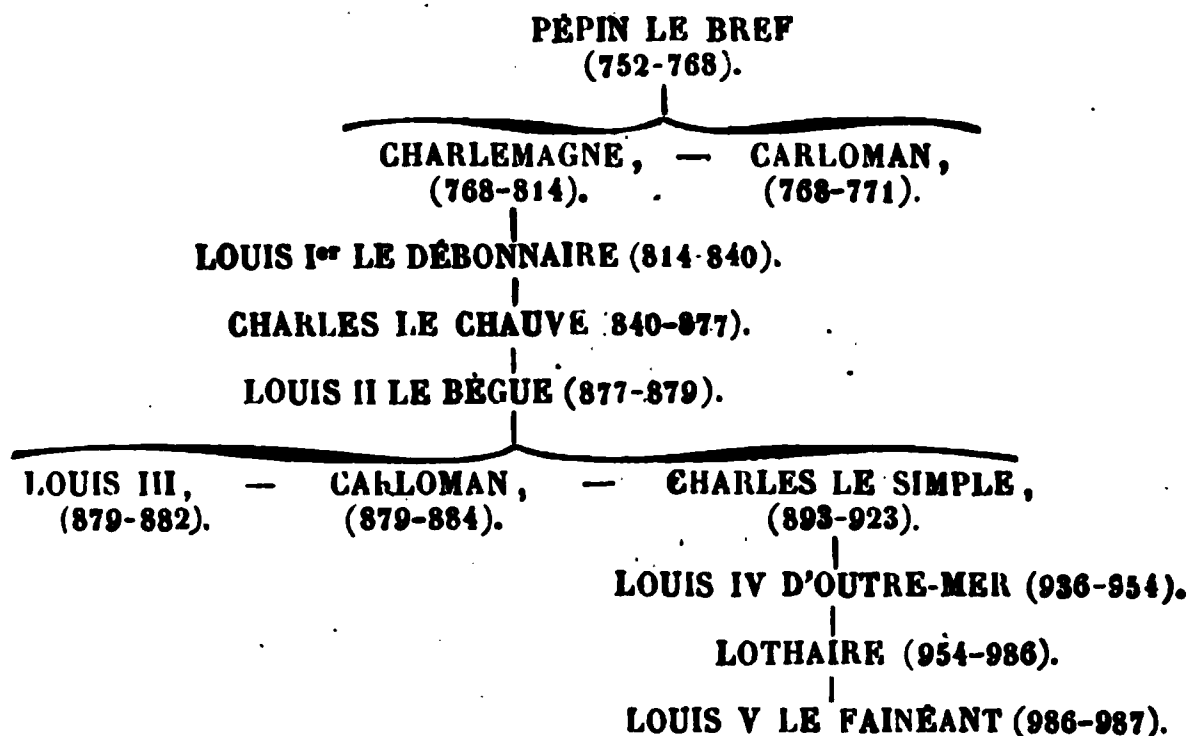 PÉPIN LE BREF
(752-768).
CHARLEMAGNE, — CARLOMAN,
(768-814). (768-771).
LOUIS Ier LE DÉBONNAIRE (814-840).
CHARLES LE CHAUVE (840-877).
LOUIS II LE BÈGUE (877-879).
LOUIS III, — CARLOMAN, — CHARLES LE SIMPLE,
(879-882). (879-884). (893-923).
LOUIS IV D'OUTRE-MER (936-954).
LOTHAIRE (954-986).
LOUIS V LE FAINÉANT (986-987).